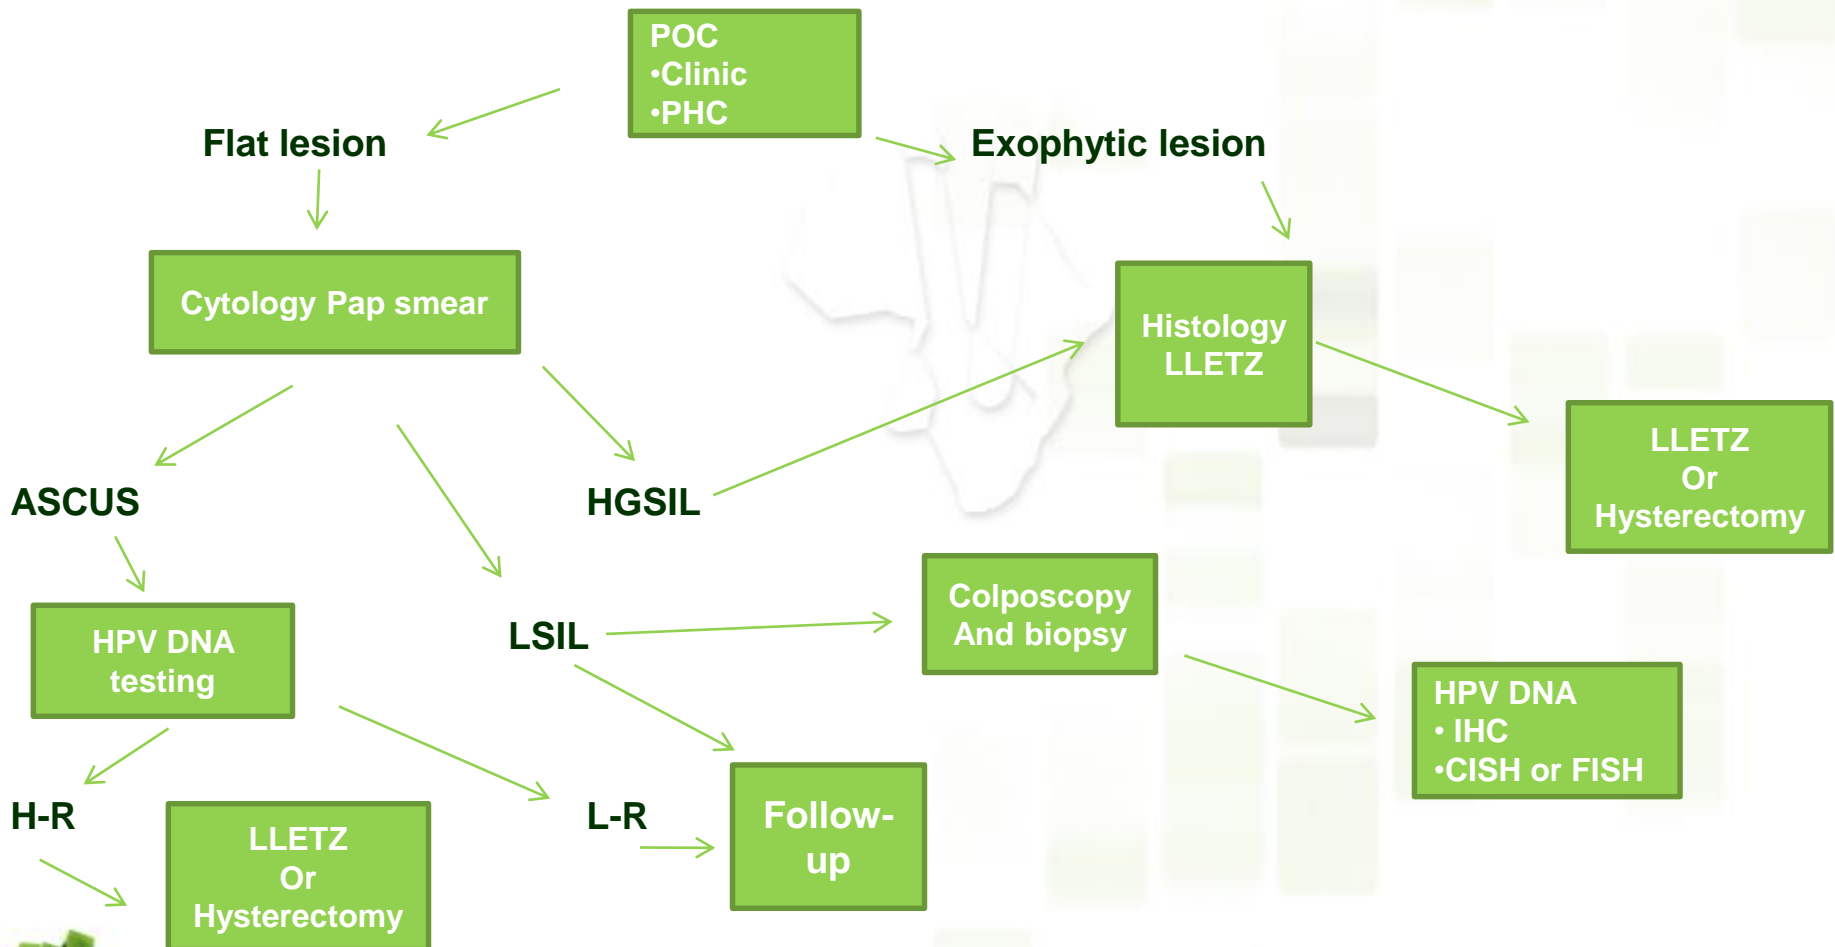 POC
•Clinic
•PHC
Flat lesion
Exophytic lesion
Cytology Pap smear
Histology
LLETZ
LLETZ
Or
Hysterectomy
ASCUS
HGSIL
HPV DNA
testing
LSIL
Colposcopy
And biopsy
HPV DNA
• IHC
•CISH or FISH
H-R
LLETZ
Or
Hysterectomy
L-R
Follow-
up